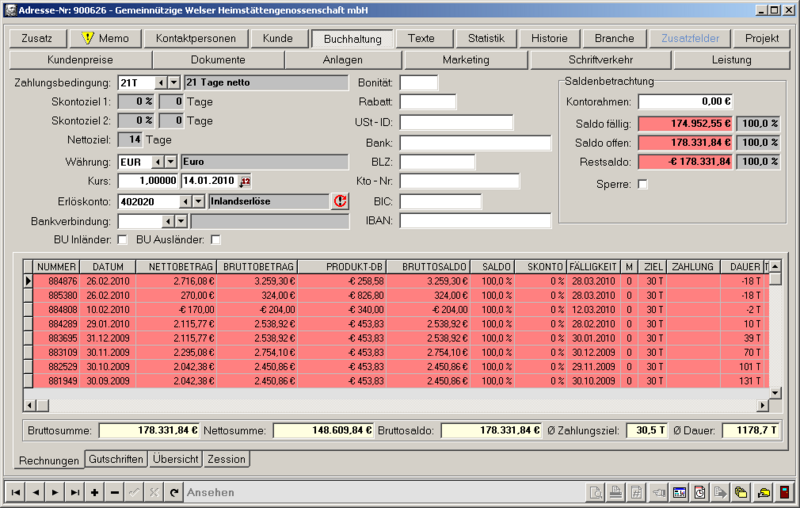 Adresse-Nr: 900626 - Gemeinnützige Welser Heimstättengenossenschaft mbH
Zusatz Memo Kontaktpersonen Kunde Buchhaltung Texte Statistik Historie Branche Zusatzfelder Projekt
Kundenpreise Dokumente Anlagen Marketing Schriftverkehr Leistung
Zahlungsbedingung: 21T 21 Tage netto
Skontoziel 1: 0 % 0 Tage
Skontoziel 2: 0 % 0 Tage
Nettoziel: 14 Tage
Währung: EUR Euro
Kurs: 1,00000 14.01.2010
Erlöskonto: 402020 Inlandserlöse
Bankverbindung:
BU Inländer: BU Ausländer:
Bonität:
Rabatt:
USt-ID:
Bank:
BLZ:
Kto-Nr:
BIC:
IBAN:
Saldenbetrachtung
Kontorahmen: 0,00 €
Saldo fällig: 174.952,55 € 100,0 %
Saldo offen: 178.331,84 € 100,0 %
Restsaldo: -€ 178.331,84 100,0 %
Sperre:
NUMMER DATUM NETTOBETRAG BRUTTOBETRAG PRODUKT-DB BRUTTOSALDO SALDO SKONTO FÄLLIGKEIT M ZIEL ZAHLUNG DAUER T
884876 26.02.2010 2.716,08 € 3.259,30 € -€ 258,58 3.259,30 € 100,0 % 0 % 28.03.2010 0 30 T -18 T
885380 26.02.2010 270,00 € 324,00 € -€ 826,80 324,00 € 100,0 % 0 % 28.03.2010 0 30 T -18 T
884808 10.02.2010 -€ 170,00 -€ 204,00 -€ 340,00 -€ 204,00 100,0 % 0 % 12.03.2010 0 30 T -2 T
884289 29.01.2010 2.115,77 € 2.538,92 € -€ 453,83 2.538,92 € 100,0 % 0 % 28.02.2010 0 30 T 10 T
883695 31.12.2009 2.115,77 € 2.538,92 € -€ 453,83 2.538,92 € 100,0 % 0 % 30.01.2010 0 30 T 39 T
883109 30.11.2009 2.295,08 € 2.754,10 € -€ 453,83 2.754,10 € 100,0 % 0 % 30.12.2009 0 30 T 70 T
882529 30.10.2009 2.042,38 € 2.450,86 € -€ 453,83 2.450,86 € 100,0 % 0 % 29.11.2009 0 30 T 101 T
881949 30.09.2009 2.042,38 € 2.450,86 € -€ 453,83 2.450,86 € 100,0 % 0 % 30.10.2009 0 30 T 131 T
Bruttosumme: 178.331,84 € Nettosumme: 148.609,84 € Bruttosaldo: 178.331,84 € Ø Zahlungsziel: 30,5 T Ø Dauer: 1178,7 T
Rechnungen Gutschriften Übersicht Zession
Ansehen